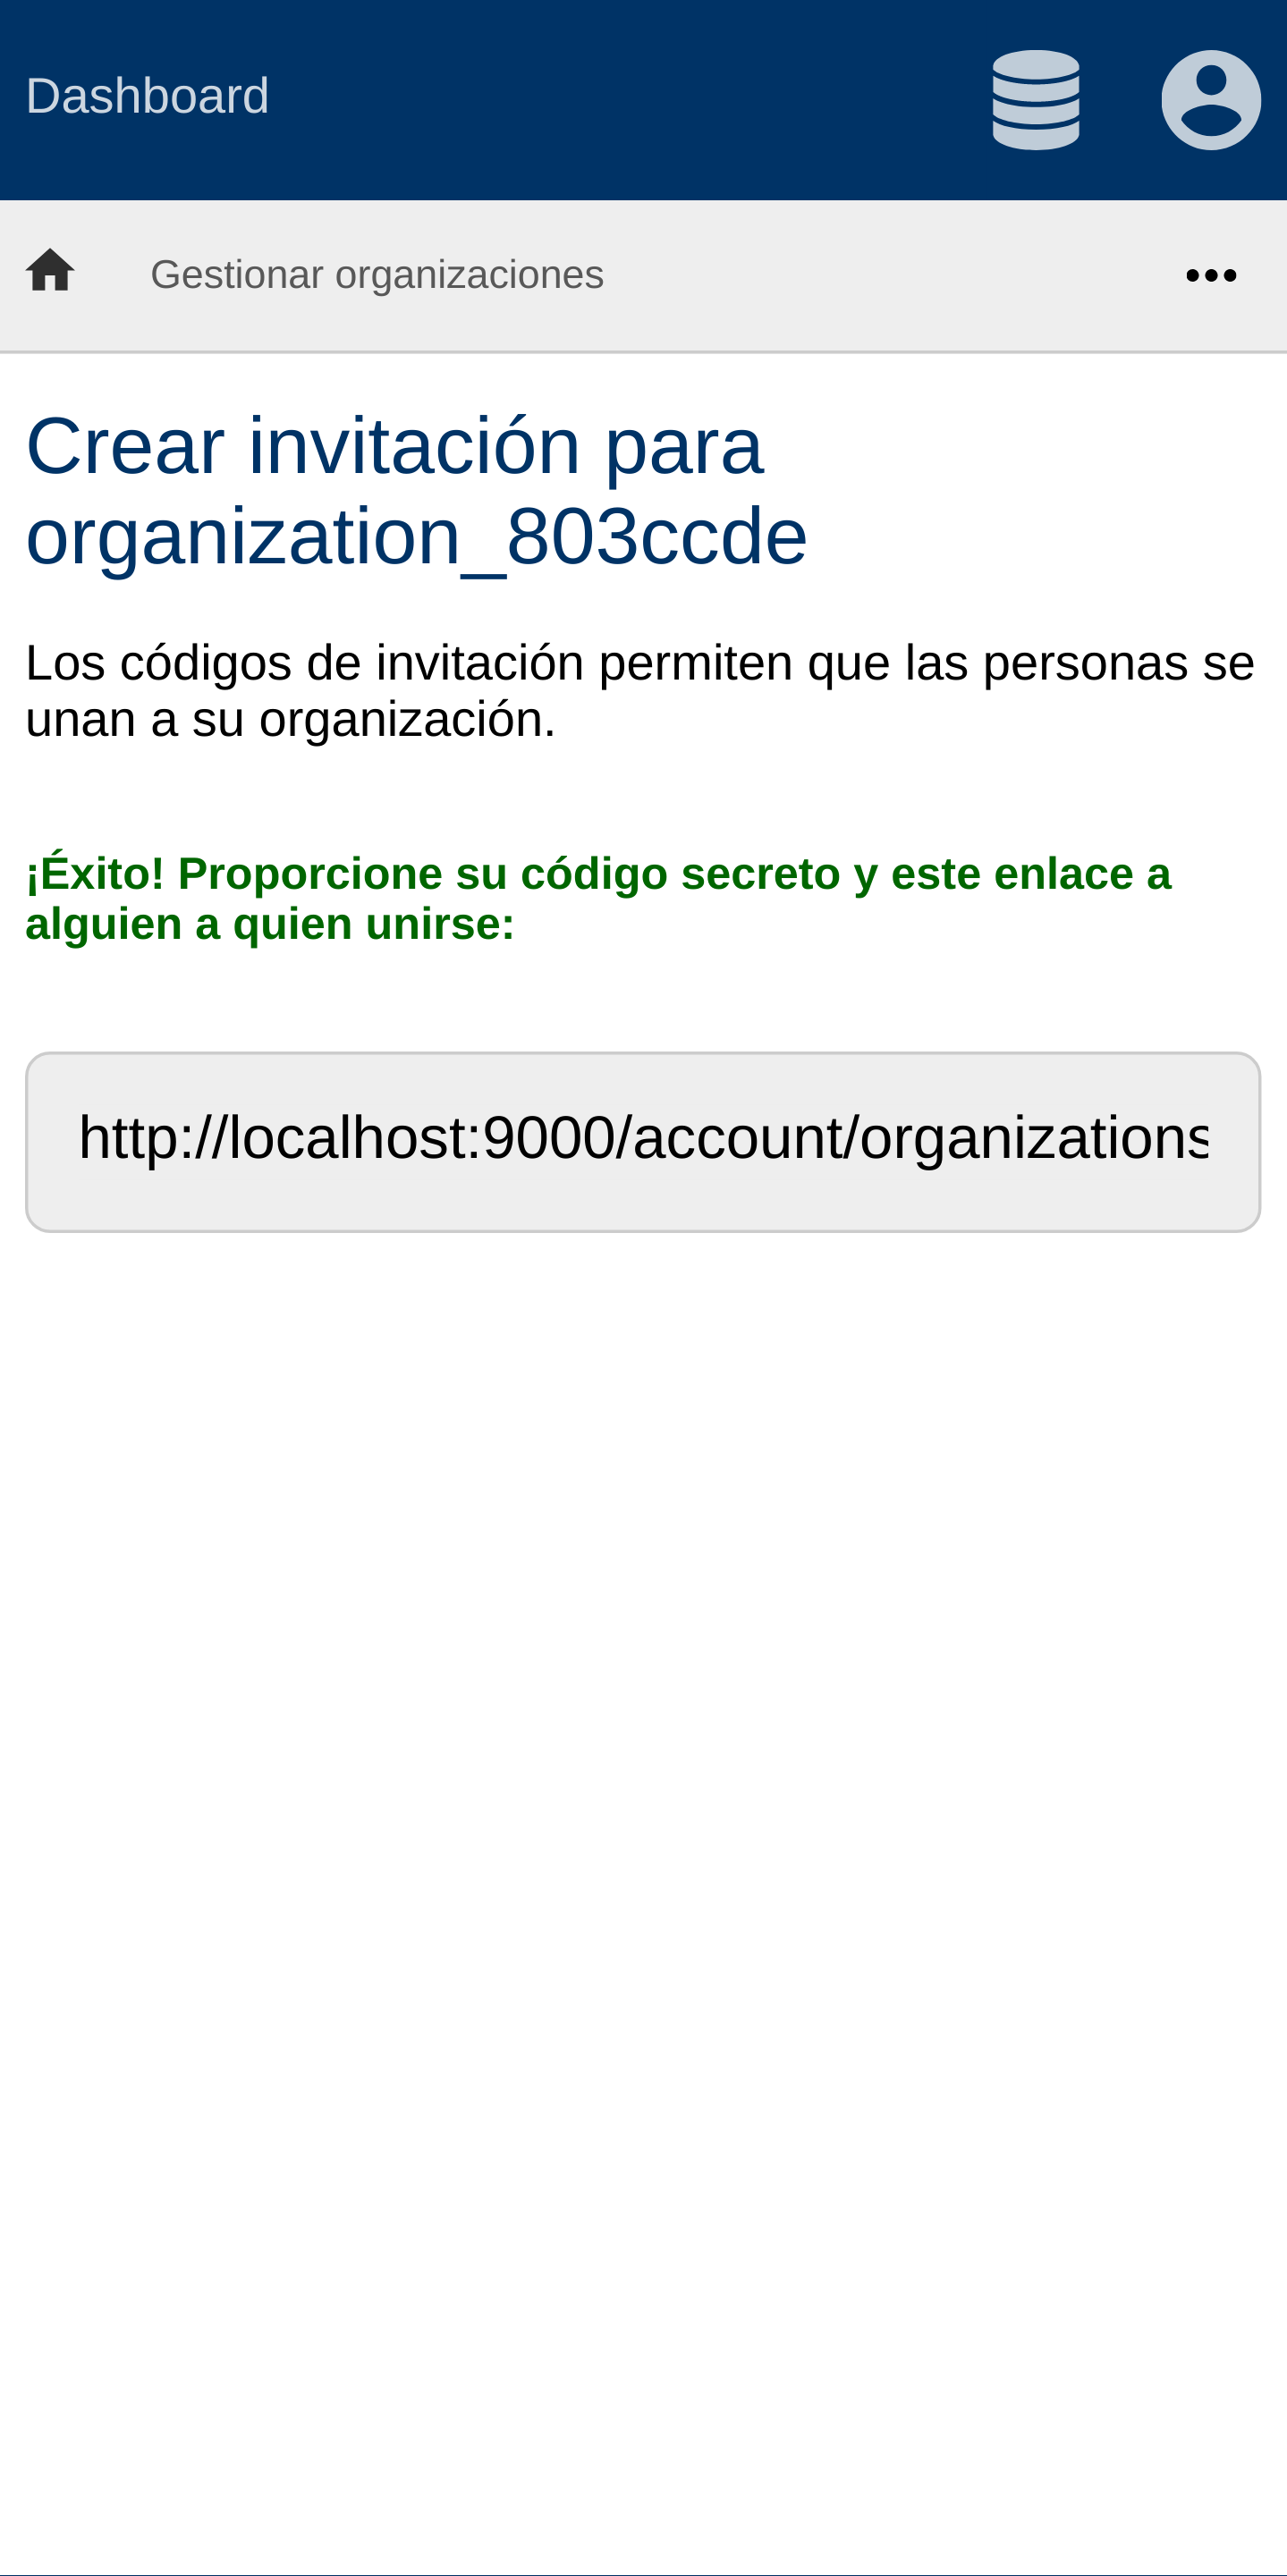 Dashboard
Gestionar organizaciones
Crear invitación para
organization_803ccde
Los códigos de invitación permiten que las personas se
unan a su organización.
¡Éxito! Proporcione su código secreto y este enlace a
alguien a quien unirse:
http://localhost:9000/account/organizations